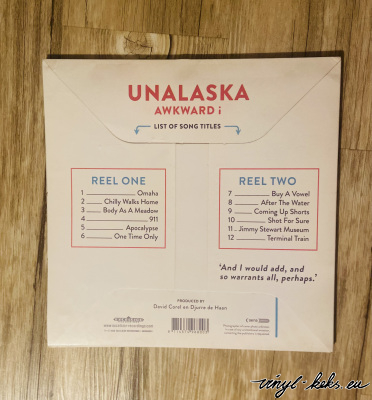 UNALASKA
AWKWARD i
LIST OF SONG TITLES
REEL ONE
1 Omaha
2 Chilly Walks Home
3 Body As A Meadow
4 911
5 Apocalypse
6 One Time Only
REEL TWO
7 Buy A Vowel
8 After The Water
9 Coming Up Shorts
10 Shot For Sure
11 Jimmy Stewart Museum
12 Terminal Train
'And I would add, and
so warrants all, perhaps.'
PRODUCED BY
David Corel en Djurre de Haan
vinyl-keks.eu